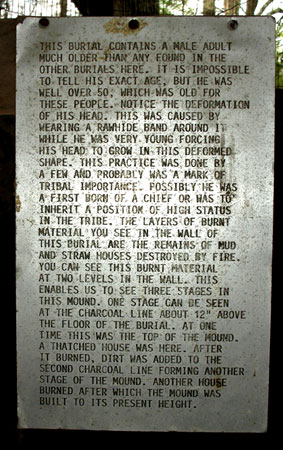 THIS BURIAL CONTAINS A MALE ADULT
MUCH OLDER THAN ANY FOUND IN THE
OTHER BURIALS HERE. IT IS IMPOSSIBLE
TO TELL HIS EXACT AGE, BUT HE WAS
WELL OVER 50, WHICH WAS OLD FOR
THESE PEOPLE. NOTICE THE DEFORMATION
OF HIS HEAD. THIS WAS CAUSED BY
WEARING A RAWHIDE BAND AROUND IT
WHILE HE WAS VERY YOUNG FORCING
HIS HEAD TO GROW IN THIS DEFORMED
SHAPE. THIS PRACTICE WAS DONE BY
A FEW AND PROBABLY WAS A MARK OF
TRIBAL IMPORTANCE. POSSIBLY HE WAS
A FIRST BORN OF A CHIEF OR WAS TO
INHERIT A POSITION OF HIGH STATUS
IN THE TRIBE. THE LAYERS OF BURNT
MATERIAL YOU SEE IN THE WALL OF
THIS BURIAL ARE THE REMAINS OF MUD
AND STRAW HOUSES DESTROYED BY FIRE.
YOU CAN SEE THIS BURNT MATERIAL
AT TWO LEVELS IN THE WALL. THIS
ENABLES US TO SEE THREE STAGES IN
THIS MOUND. ONE STAGE CAN BE SEEN
AT THE CHARCOAL LINE ABOUT 12" ABOVE
THE FLOOR OF THE BURIAL. AT ONE
TIME THIS WAS THE TOP OF THE MOUND.
A THATCHED HOUSE WAS HERE. AFTER
IT BURNED, DIRT WAS ADDED TO THE
SECOND CHARCOAL LINE FORMING ANOTHER
STAGE OF THE MOUND. ANOTHER HOUSE
BURNED AFTER WHICH THE MOUND WAS
BUILT TO ITS PRESENT HEIGHT.